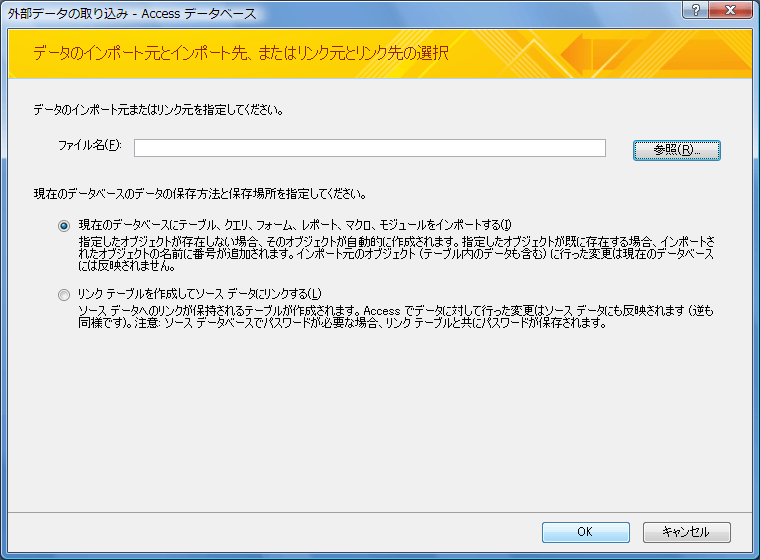 外部データの取り込み - Access データベース
データのインポート元とインポート先、またはリンク元とリンク先の選択
データのインポート元またはリンク元を指定してください。
ファイル名(F):
参照(R)...
現在のデータベースのデータの保存方法と保存場所を指定してください。
現在のデータベースにテーブル、クエリ、フォーム、レポート、マクロ、モジュールをインポートする(I)
指定したオブジェクトが存在しない場合、そのオブジェクトが自動的に作成されます。指定したオブジェクトが既に存在する場合、インポートさ
れたオブジェクトの名前に番号が追加されます。インポート元のオブジェクト (テーブル内のデータも含む) に行った変更は現在のデータベース
には反映されません。
リンク テーブルを作成してソース データにリンクする(L)
ソース データへのリンクが保持されるテーブルが作成されます。Access でデータに対して行った変更はソース データにも反映されます (逆も
同様です)。注意: ソース データベースでパスワードが必要な場合、リンク テーブルと共にパスワードが保存されます。
OK
キャンセル